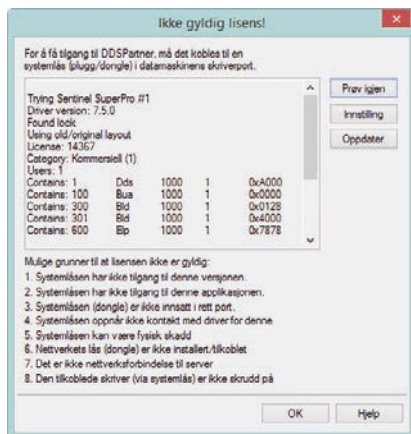 Ikke gyldig lisens!
For å få tilgang til DDSPartner, må det kobles til en
systemlås (plugg/dongle) i datamaskinens skriverport.
Trying Sentinel SuperPro #1
Driver version: 7.5.0
Found lock
Using old/original layout
License: 14367
Category: Kommersiell (1)
Users: 1
Contains: 1 Dds 1000 1 0xA000
Contains: 100 Bua 1000 1 0x0000
Contains: 300 Bld 1000 1 0x0128
Contains: 301 Bld 1000 1 0x4000
Contains: 600 Elp 1000 1 0x7878
Prøv igjen
Innstilling
Oppdater
Mulige grunner til at lisensen ikke er gyldig:
1. Systemlåsen har ikke tilgang til denne versjonen.
2. Systemlåsen har ikke tilgang til denne applikasjonen.
3. Systemlåsen (dongle) er ikke innsatt i rett port.
4. Systemlåsen oppnår ikke kontakt med driver for denne
5. Systemlåsen kan være fysisk skadd
6. Nettverkets lås (dongle) er ikke installert/tilkoblet
7. Det er ikke nettverksforbindelse til server
8. Den tilkoblede skriver (via systemlås) er ikke skrudd på
OK
Hjelp